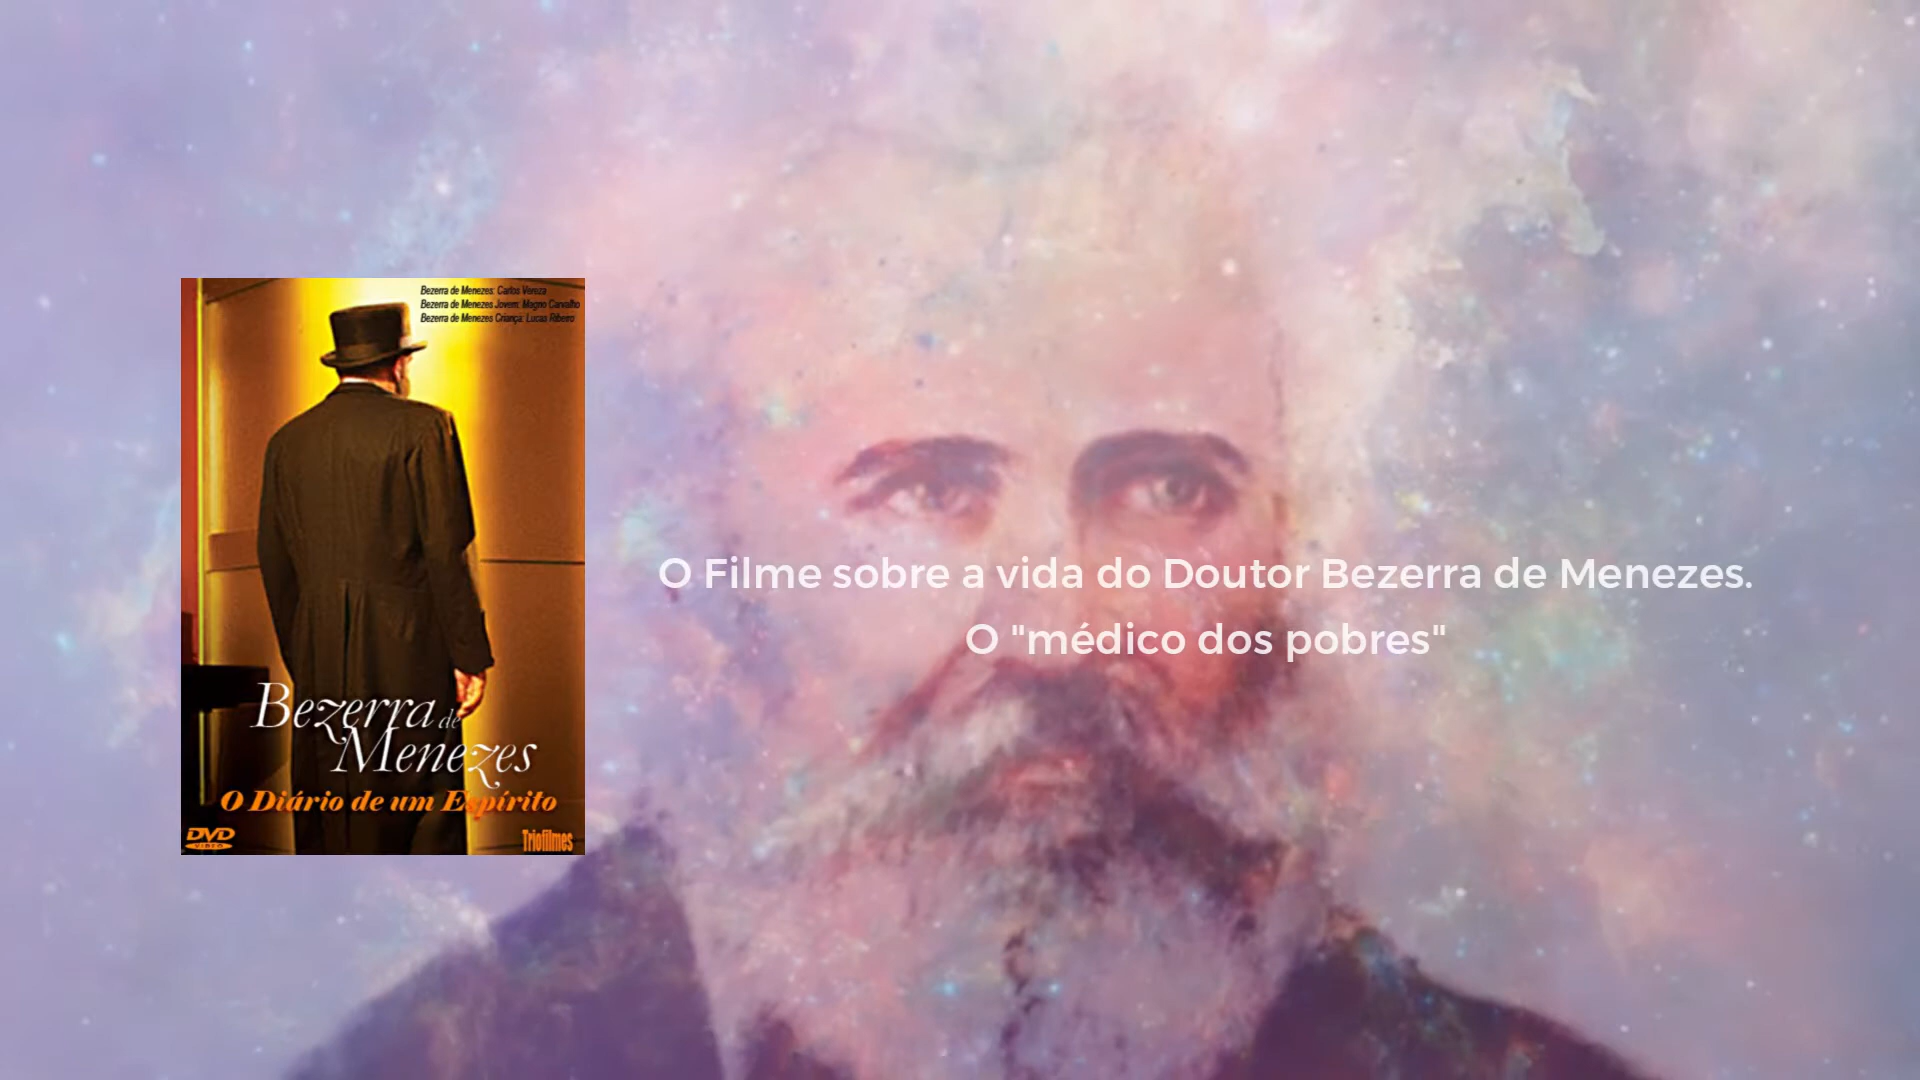 Bezerra de Menezes: Carlos Vereza
Bezerra de Menezes Jovem: Magno Carvalho
Bezerra de Menezes Criança: Lucas Ribeiro
Bezerra de
Menezes
O Diário de um Espírito
DVD
VIDEO
Triofilmes
O Filme sobre a vida do Doutor Bezerra de Menezes.
O "médico dos pobres"